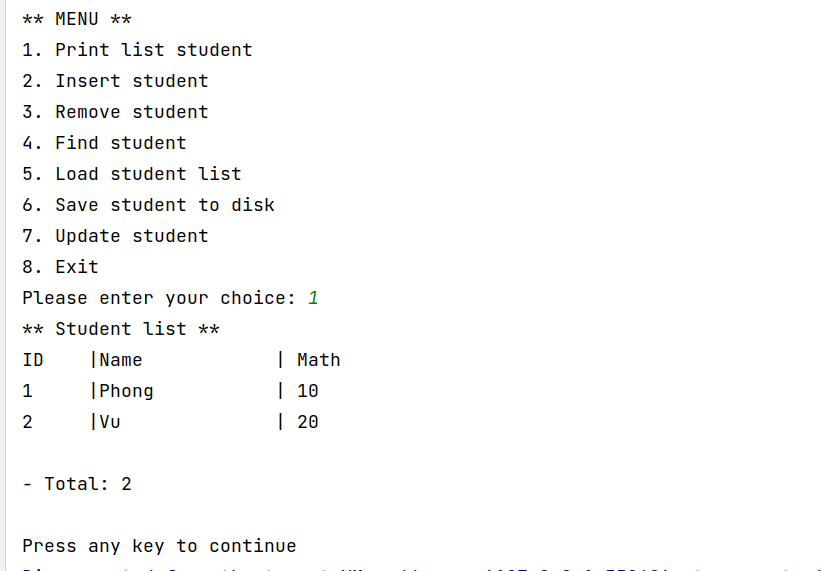 ** MENU **
1. Print list student
2. Insert student
3. Remove student
4. Find student
5. Load student list
6. Save student to disk
7. Update student
8. Exit
Please enter your choice: 1
** Student list **
ID    |Name            | Math
1     |Phong           | 10
2     |Vu              | 20
- Total: 2
Press any key to continue